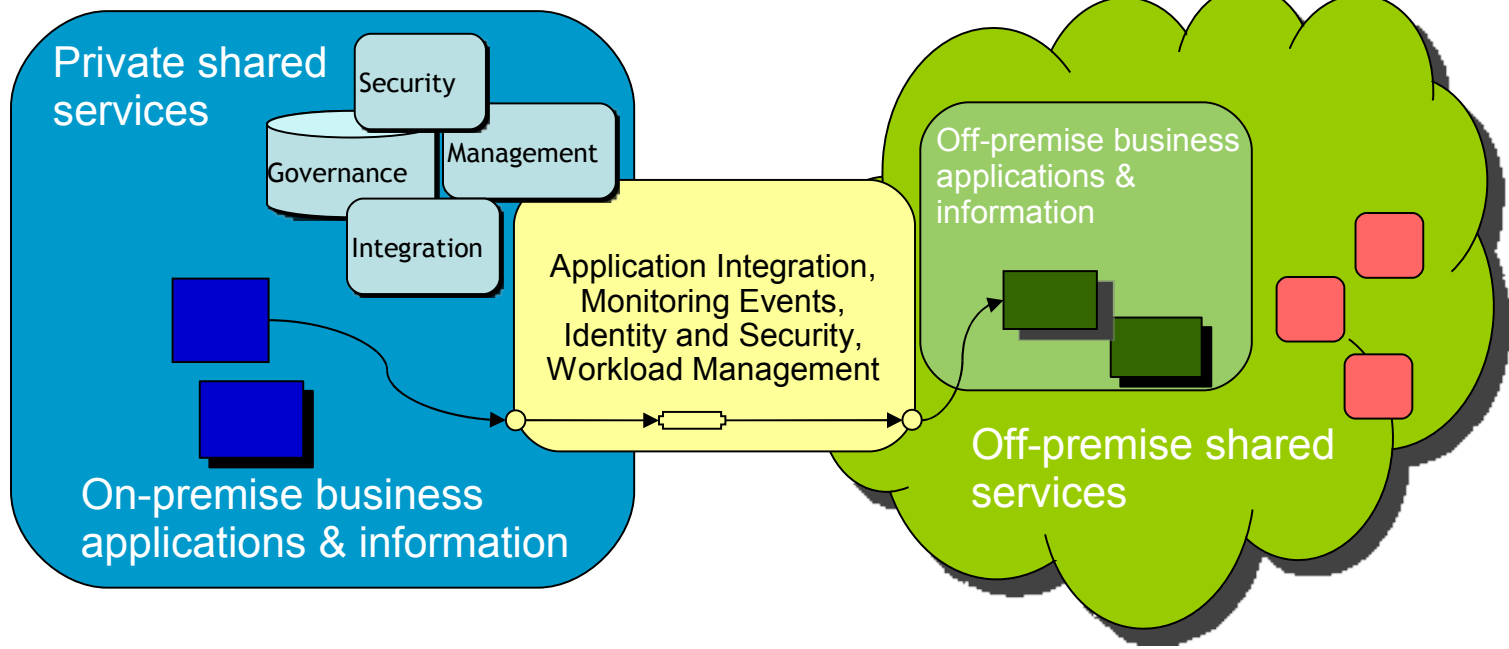 Private shared
services
Security
Management
Governance
Integration
On-premise business
applications & information
Application Integration,
Monitoring Events,
Identity and Security,
Workload Management
Off-premise business
applications &
information
Off-premise shared
services